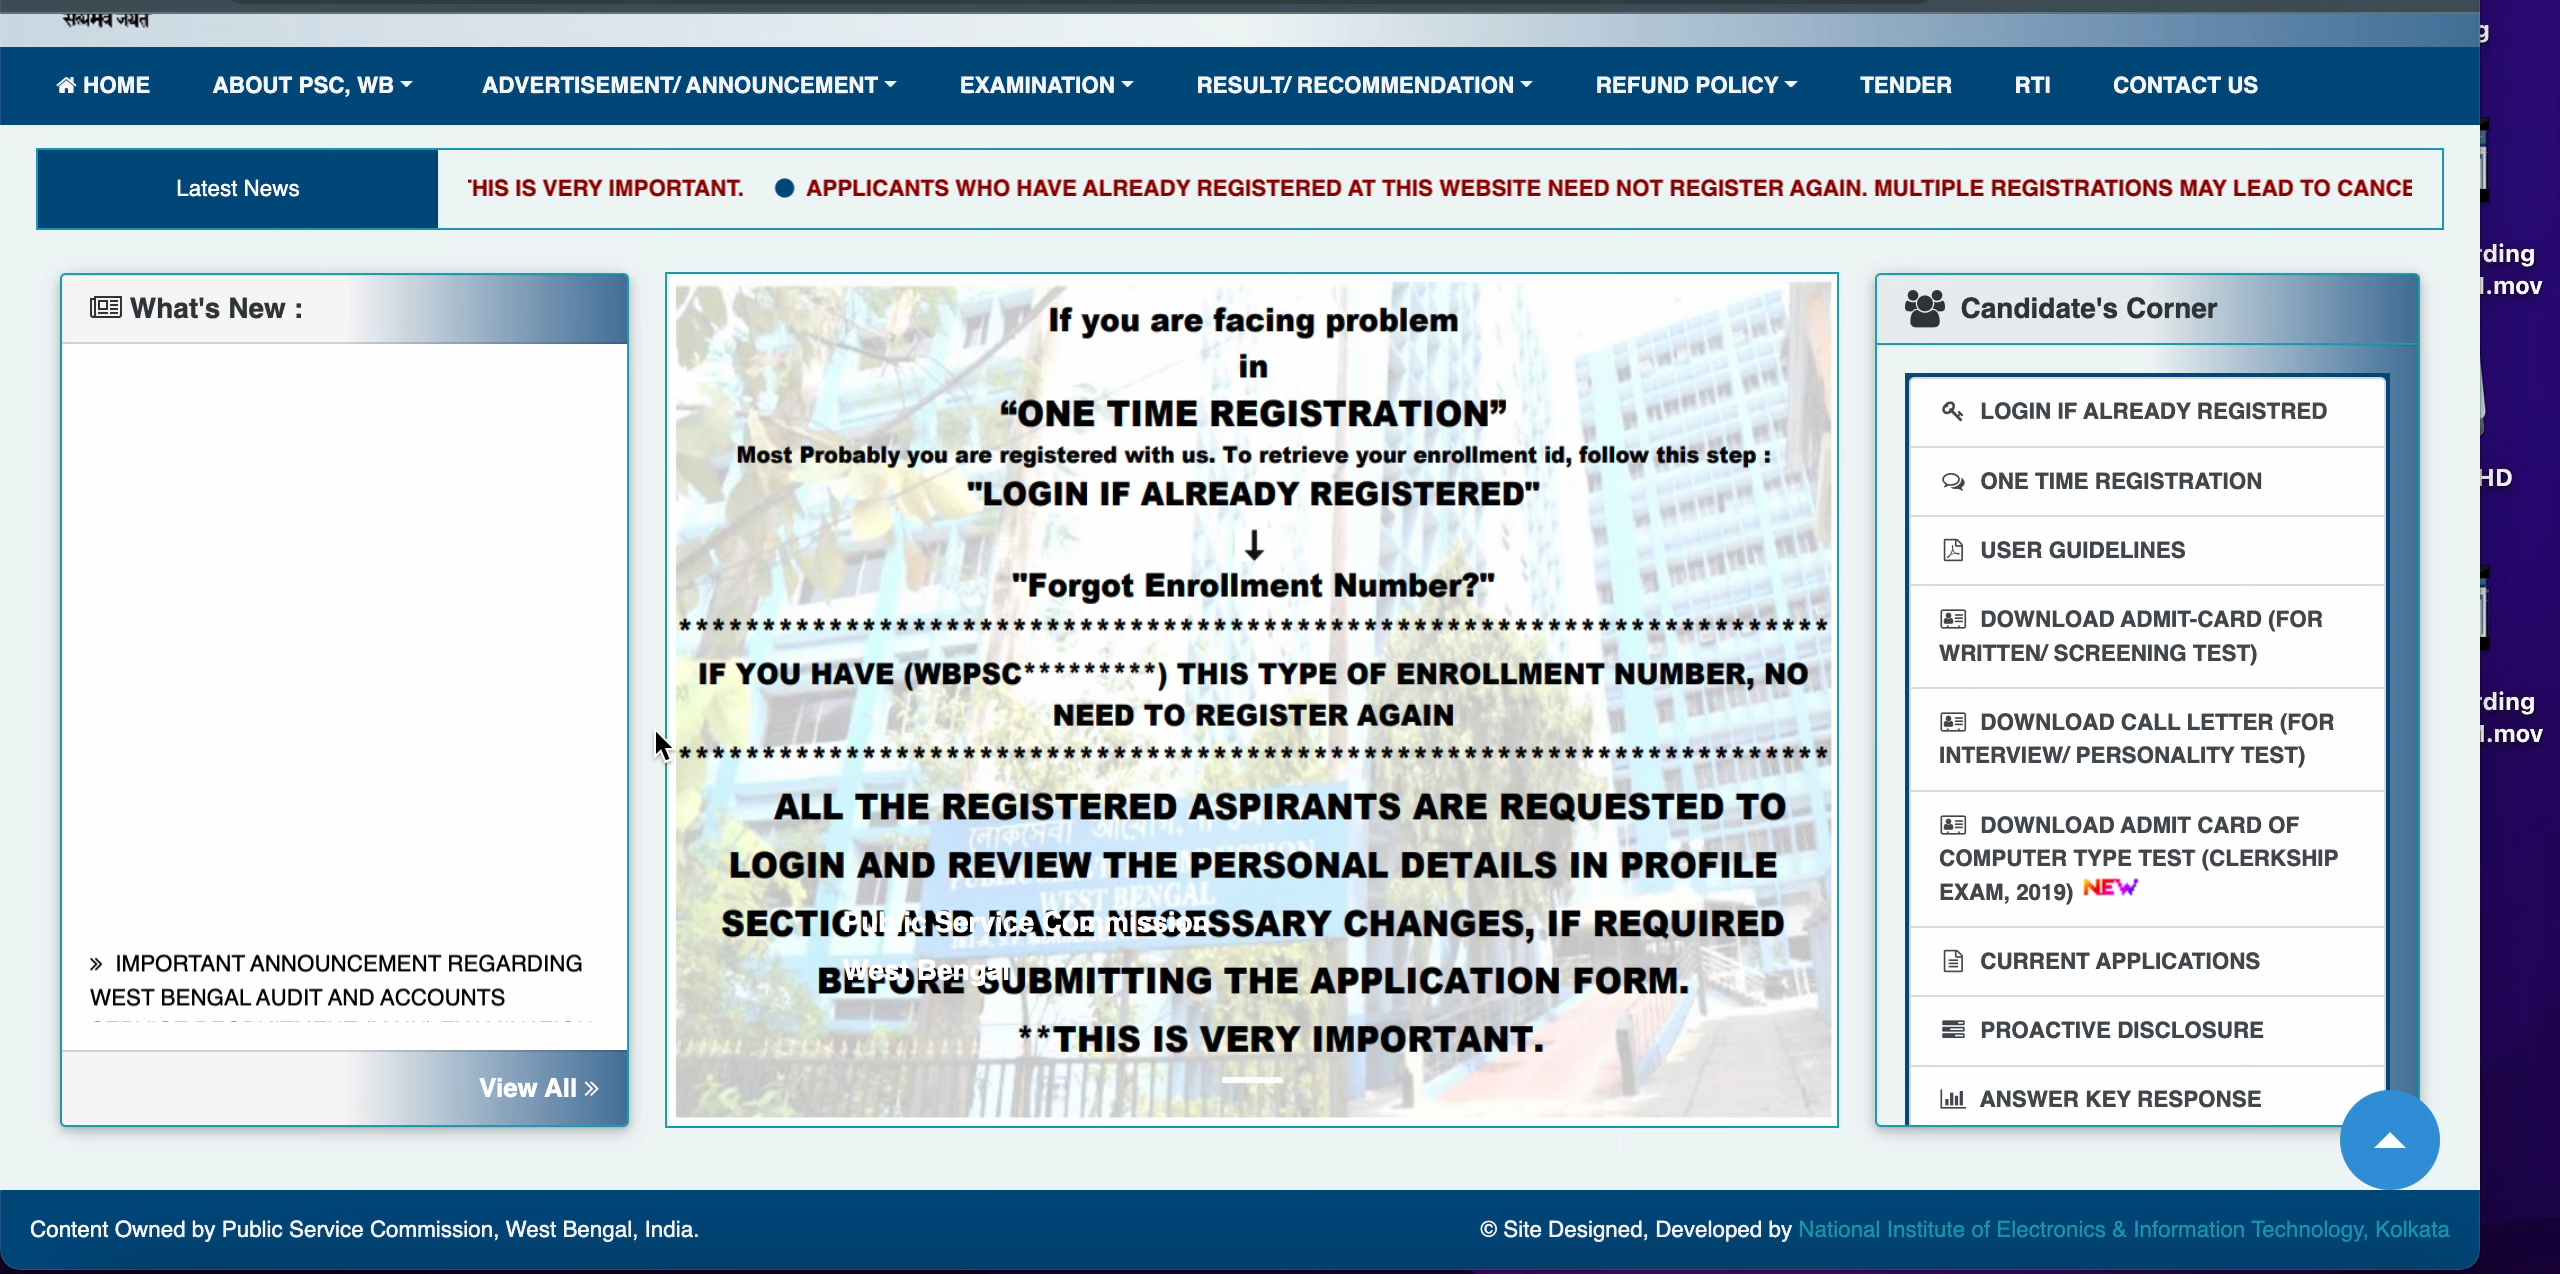 सत्यमेव जयते
HOME ABOUT PSC, WB ADVERTISEMENT/ ANNOUNCEMENT EXAMINATION RESULT/ RECOMMENDATION REFUND POLICY TENDER RTI CONTACT US
Latest News
THIS IS VERY IMPORTANT. APPLICANTS WHO HAVE ALREADY REGISTERED AT THIS WEBSITE NEED NOT REGISTER AGAIN. MULTIPLE REGISTRATIONS MAY LEAD TO CANCE
What's New :
» IMPORTANT ANNOUNCEMENT REGARDING
WEST BENGAL AUDIT AND ACCOUNTS
View All »
If you are facing problem
in
“ONE TIME REGISTRATION”
Most Probably you are registered with us. To retrieve your enrollment id, follow this step :
"LOGIN IF ALREADY REGISTERED"
↓
"Forgot Enrollment Number?"
IF YOU HAVE (WBPSC*********) THIS TYPE OF ENROLLMENT NUMBER, NO
NEED TO REGISTER AGAIN
ALL THE REGISTERED ASPIRANTS ARE REQUESTED TO
LOGIN AND REVIEW THE PERSONAL DETAILS IN PROFILE
SECTION AND MAKE NECESSARY CHANGES, IF REQUIRED
BEFORE SUBMITTING THE APPLICATION FORM.
**THIS IS VERY IMPORTANT.
Public Service Commission
West Bengal
Candidate's Corner
LOGIN IF ALREADY REGISTRED
ONE TIME REGISTRATION
USER GUIDELINES
DOWNLOAD ADMIT-CARD (FOR
WRITTEN/ SCREENING TEST)
DOWNLOAD CALL LETTER (FOR
INTERVIEW/ PERSONALITY TEST)
DOWNLOAD ADMIT CARD OF
COMPUTER TYPE TEST (CLERKSHIP
EXAM, 2019) NEW
CURRENT APPLICATIONS
PROACTIVE DISCLOSURE
ANSWER KEY RESPONSE
Content Owned by Public Service Commission, West Bengal, India.
© Site Designed, Developed by National Institute of Electronics & Information Technology, Kolkata
rding
.mov
HD
rding
.mov